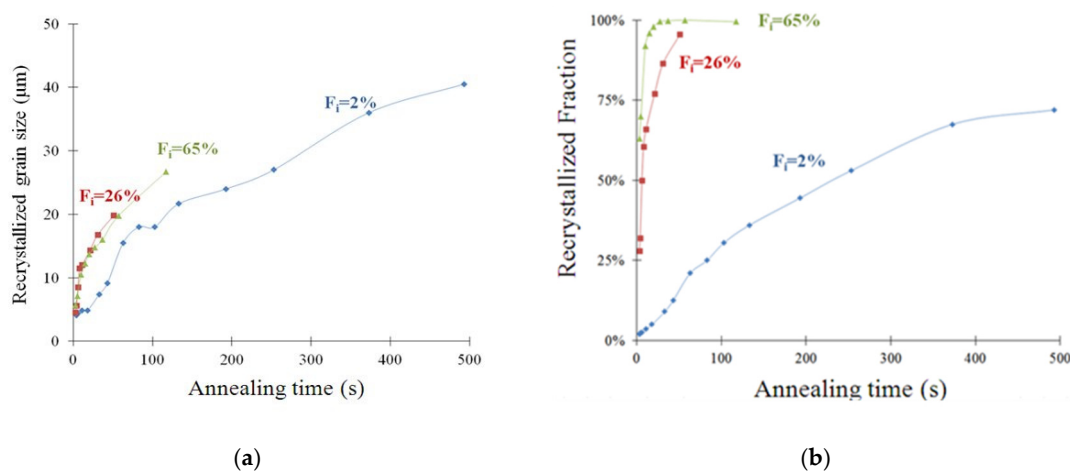 50
40
30
20
10
0
0 100 200 300 400 500
Recrystallized grain size (μm)
Annealing time (s)
Fi=2%
Fi=65%
Fi=26%
(a)
100%
75%
50%
25%
0%
0 100 200 300 400 500
Recrystallized Fraction
Annealing time (s)
Fi=65%
Fi=26%
Fi=2%
(b)